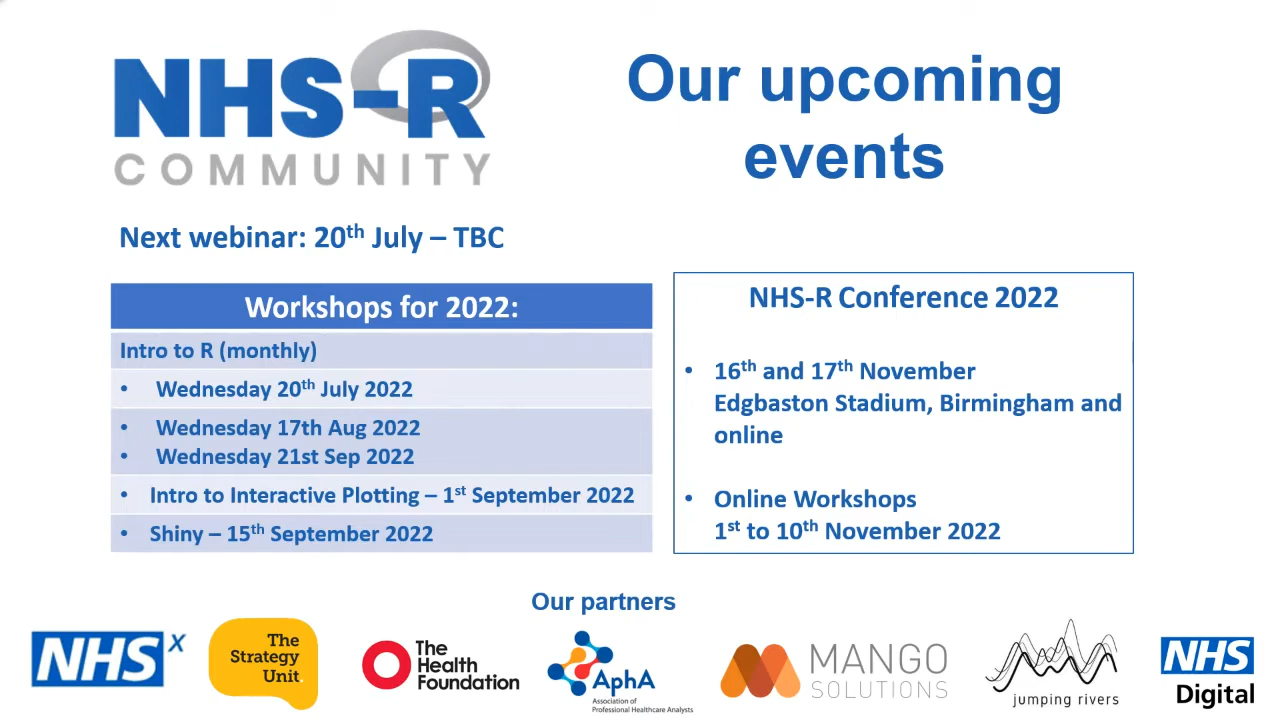 NHS-R
COMMUNITY
Our upcoming
events
Next webinar: 20th July – TBC
Workshops for 2022:
Intro to R (monthly)
• Wednesday 20th July 2022
• Wednesday 17th Aug 2022
• Wednesday 21st Sep 2022
• Intro to Interactive Plotting – 1st September 2022
• Shiny – 15th September 2022
NHS-R Conference 2022
• 16th and 17th November
Edgbaston Stadium, Birmingham and
online
• Online Workshops
1st to 10th November 2022
Our partners
NHS X
The
Strategy
Unit.
The
Health
Foundation
AphA
Association of
Professional Healthcare Analysts
MANGO
SOLUTIONS
jumping rivers
NHS
Digital